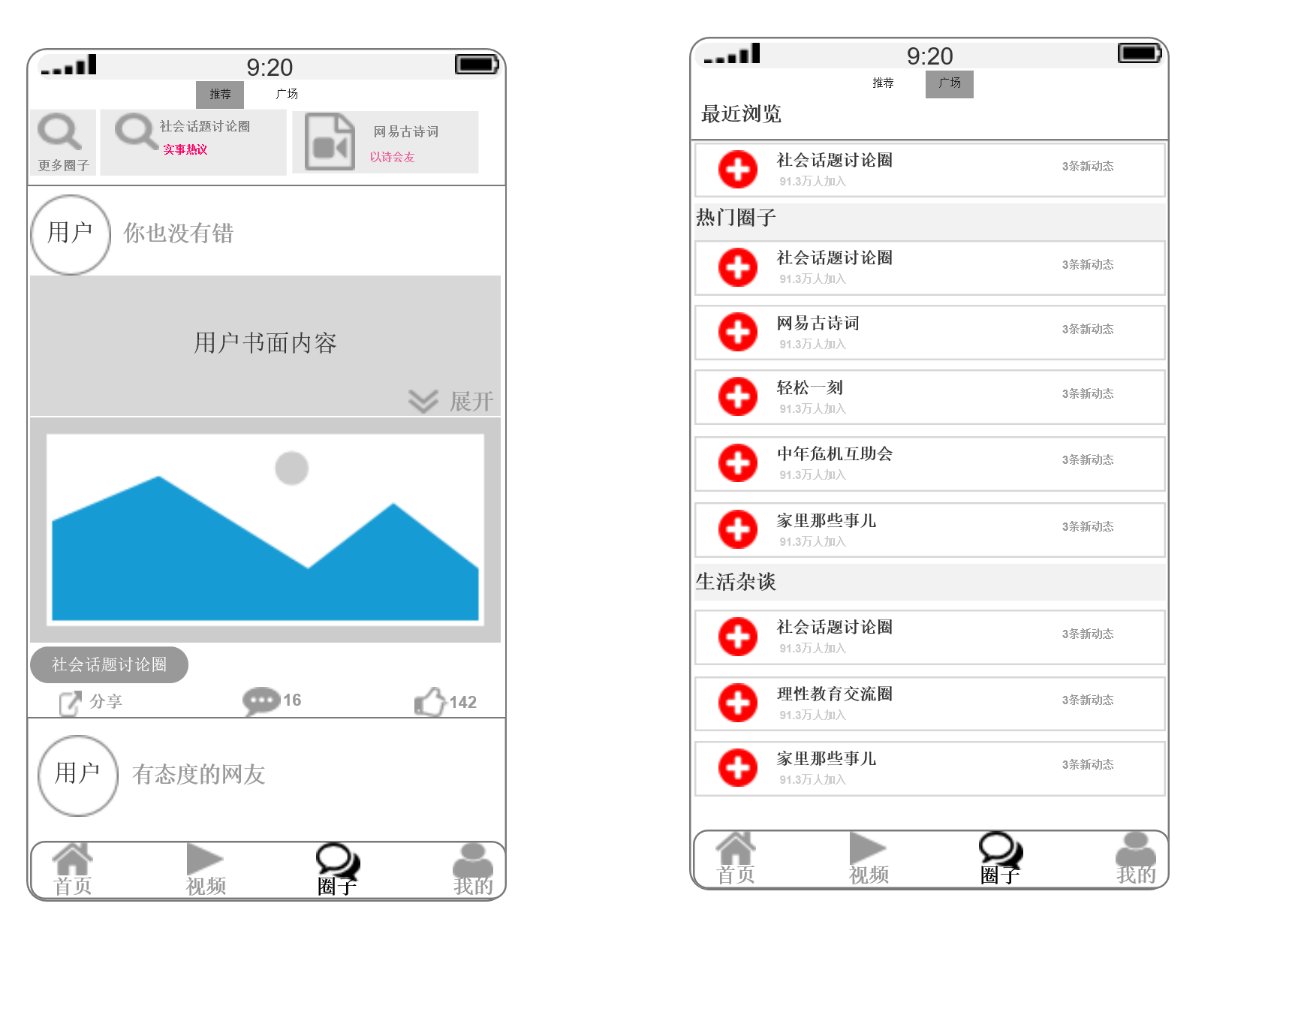 9:20
推荐
广场
更多圈子
社会话题讨论圈
实事热议
网易古诗词
以诗会友
用户
你也没有错
用户书面内容
展开
社会话题讨论圈
分享
16
142
用户
有态度的网友
首页
视频
圈子
我的
9:20
推荐
广场
最近浏览
社会话题讨论圈
3条新动态
91.3万人加入
热门圈子
社会话题讨论圈
3条新动态
91.3万人加入
网易古诗词
3条新动态
91.3万人加入
轻松一刻
3条新动态
91.3万人加入
中年危机互助会
3条新动态
91.3万人加入
家里那些事儿
3条新动态
91.3万人加入
生活杂谈
社会话题讨论圈
3条新动态
91.3万人加入
理性教育交流圈
3条新动态
91.3万人加入
家里那些事儿
3条新动态
91.3万人加入
首页
视频
圈子
我的